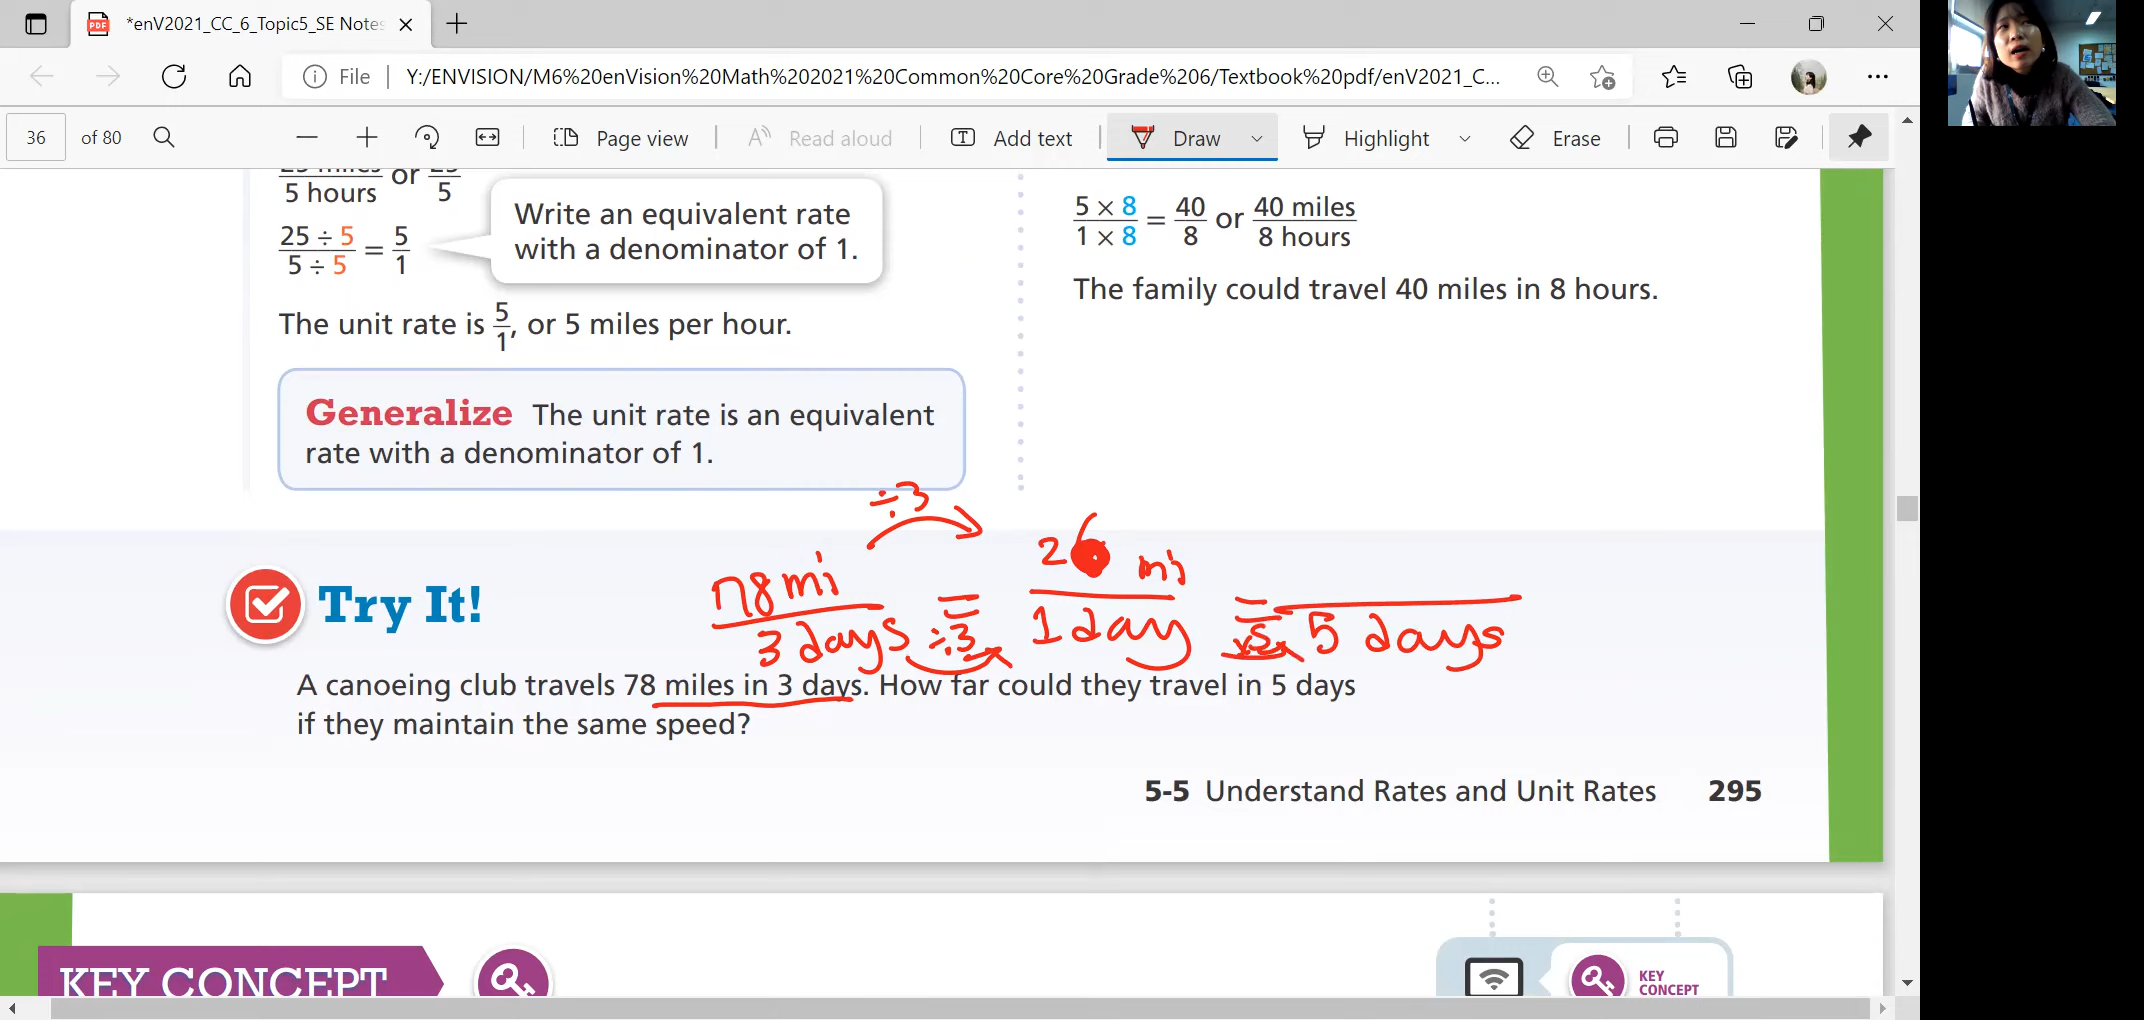 *enV2021_CC_6_Topic5_SE Notes
File
Y:/ENVISION/M6%20enVision%20Math%202021%20Common%20Core%20Grade%206/Textbook%20pdf/enV2021_C...
36 of 80
Page view
Read aloud
Add text
Draw
Highlight
Erase
25 miles / 5 hours or 25/5
25 ÷ 5 / 5 ÷ 5 = 5/1
Write an equivalent rate
with a denominator of 1.
The unit rate is 5/1, or 5 miles per hour.
Generalize The unit rate is an equivalent
rate with a denominator of 1.
5 × 8 / 1 × 8 = 40/8 or 40 miles / 8 hours
The family could travel 40 miles in 8 hours.
÷3
78 mi / 3 days = 26 mi / 1 day = / 5 days
÷3 ×5
Try It!
A canoeing club travels 78 miles in 3 days. How far could they travel in 5 days
if they maintain the same speed?
5-5 Understand Rates and Unit Rates 295
KEY CONCEPT
KEY
CONCEPT